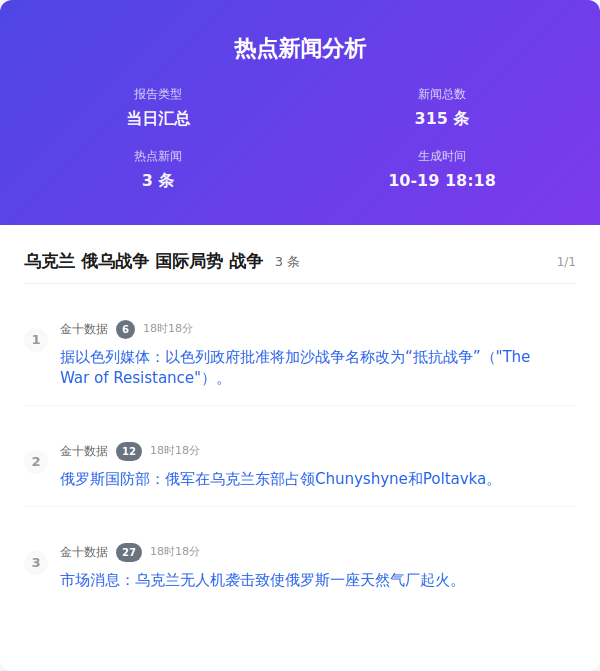 热点新闻分析
报告类型
新闻总数
当日汇总
315 条
热点新闻
生成时间
3 条
10-19 18:18
乌克兰 俄乌战争 国际局势 战争 3 条 1/1
1
金十数据 6 18时18分
据以色列媒体：以色列政府批准将加沙战争名称改为“抵抗战争”（"The
War of Resistance"）。
2
金十数据 12 18时18分
俄罗斯国防部：俄军在乌克兰东部占领Chunyshyne和Poltavka。
3
金十数据 27 18时18分
市场消息：乌克兰无人机袭击致使俄罗斯一座天然气厂起火。